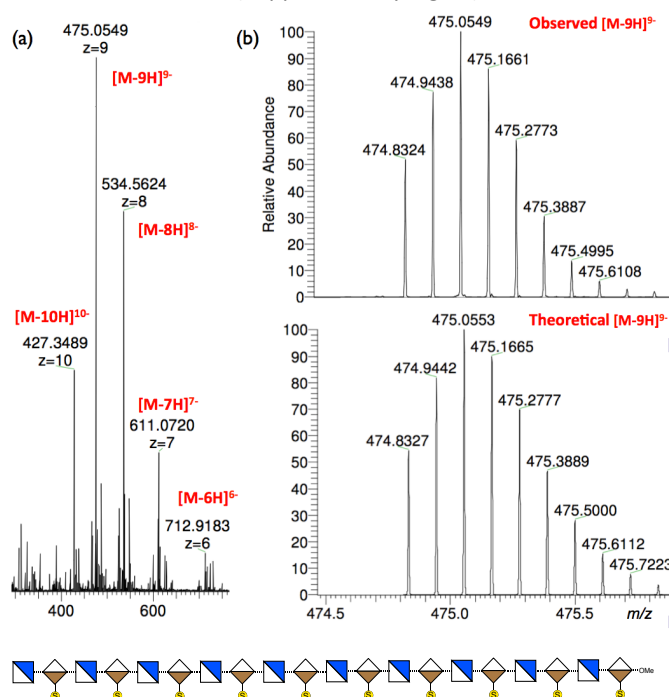 (a)
475.0549
z=9
[M-9H]9-
534.5624
z=8
[M-8H]8-
[M-10H]10-
427.3489
z=10
[M-7H]7-
611.0720
z=7
[M-6H]6-
712.9183
z=6
400
600
(b)
Observed [M-9H]9-
Relative Abundance
100
90
80
70
60
50
40
30
20
10
0
475.0549
475.1661
474.9438
475.2773
474.8324
475.3887
475.4995
475.6108
Theoretical [M-9H]9-
100
90
80
70
60
50
40
30
20
10
0
475.0553
475.1665
474.9442
475.2777
474.8327
475.3889
475.5000
475.6112
475.7223
474.5
475.0
475.5
m/z
OMe
S S S S S S S S S S